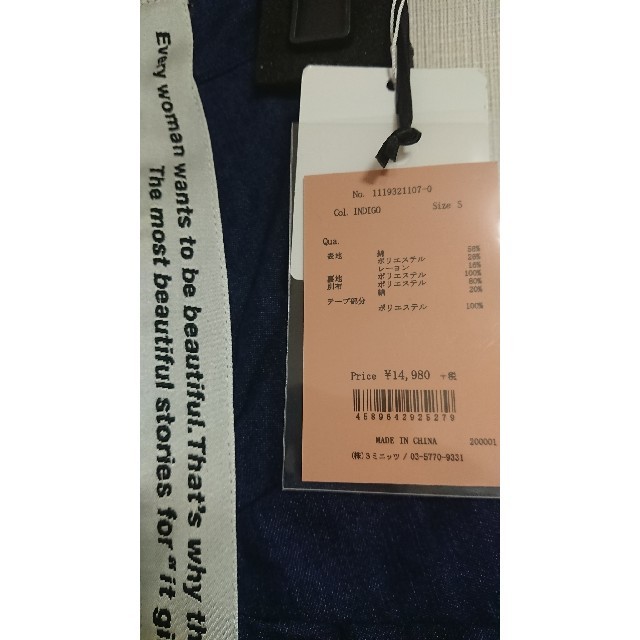 Every woman wants to be beautiful. That's why th
The most beautiful stories for "it gi
No. 1119321107-0
Col. INDIGO Size S
Qua.
表地 綿 58%
ポリエステル 26%
レーヨン 16%
裏地 ポリエステル 100%
別布 ポリエステル 80%
綿 20%
テープ部分
ポリエステル 100%
Price ¥14,980 +税
4589642925279
MADE IN CHINA 200001
(株)3ミニッツ / 03-5770-9331